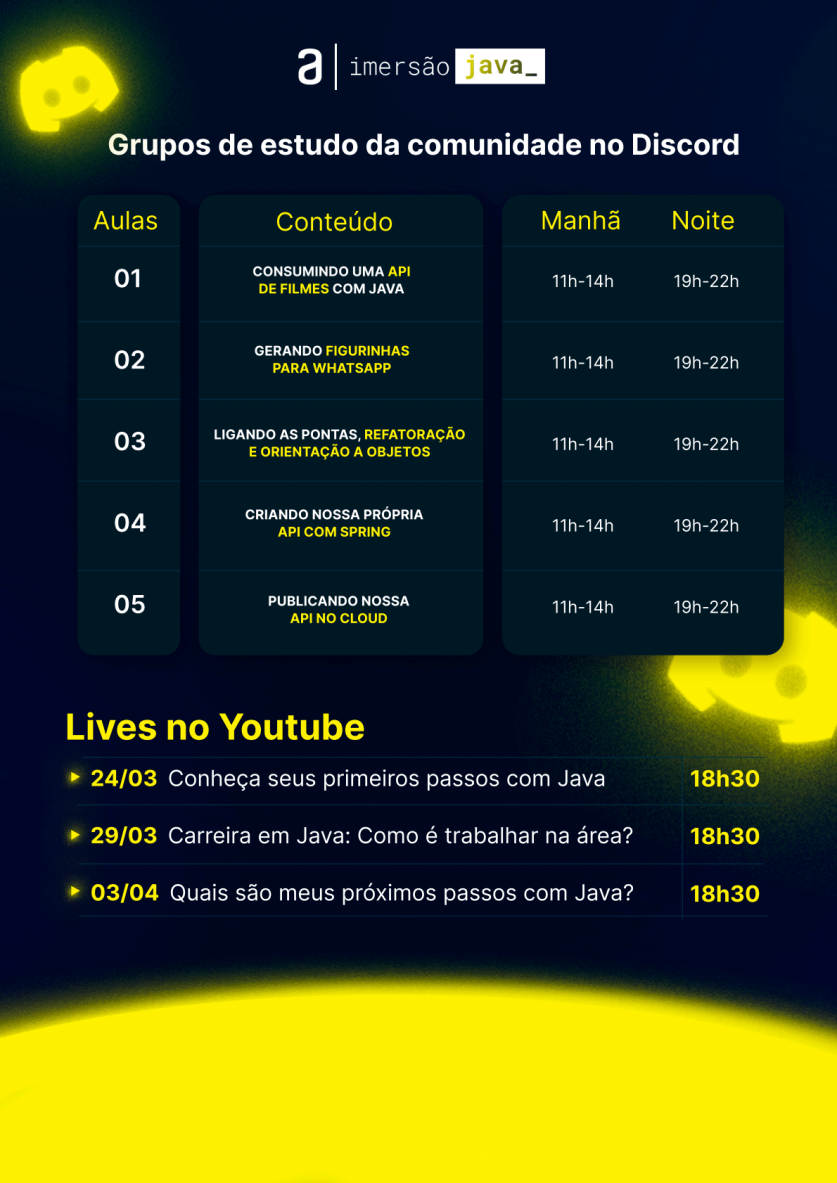 a imersão java_
Grupos de estudo da comunidade no Discord
Aulas Conteúdo Manhã Noite
01 CONSUMINDO UMA API
DE FILMES COM JAVA 11h-14h 19h-22h
02 GERANDO FIGURINHAS
PARA WHATSAPP 11h-14h 19h-22h
03 LIGANDO AS PONTAS, REFATORAÇÃO
E ORIENTAÇÃO A OBJETOS 11h-14h 19h-22h
04 CRIANDO NOSSA PRÓPRIA
API COM SPRING 11h-14h 19h-22h
05 PUBLICANDO NOSSA
API NO CLOUD 11h-14h 19h-22h
Lives no Youtube
24/03 Conheça seus primeiros passos com Java 18h30
29/03 Carreira em Java: Como é trabalhar na área? 18h30
03/04 Quais são meus próximos passos com Java? 18h30